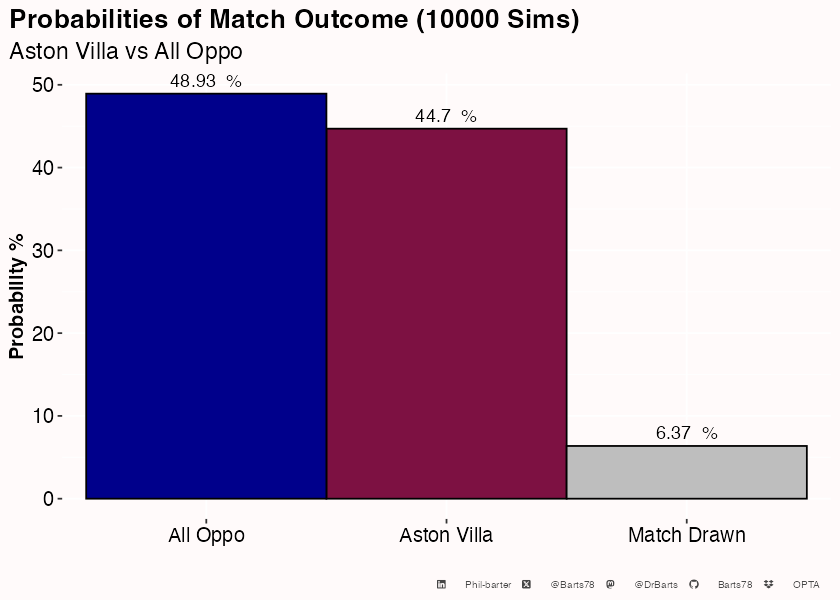 Probabilities of Match Outcome (10000 Sims)
Aston Villa vs All Oppo
48.93 %
44.7 %
6.37 %
50
40
30
20
10
0
Probability %
All Oppo
Aston Villa
Match Drawn
Phil-barter @Barts78 @DrBarts Barts78 OPTA